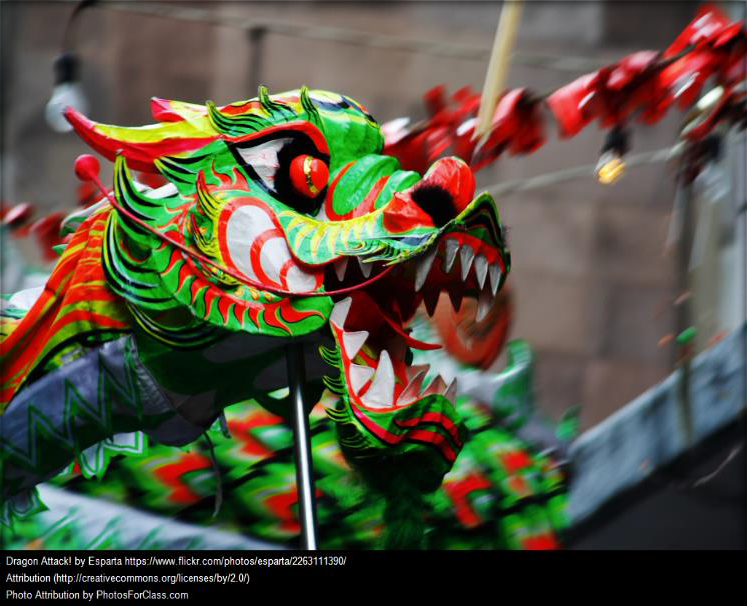 Dragon Attack! by Esparta https://www.flickr.com/photos/esparta/2263111390/
Attribution (http://creativecommons.org/licenses/by/2.0/)
Photo Attribution by PhotosForClass.com